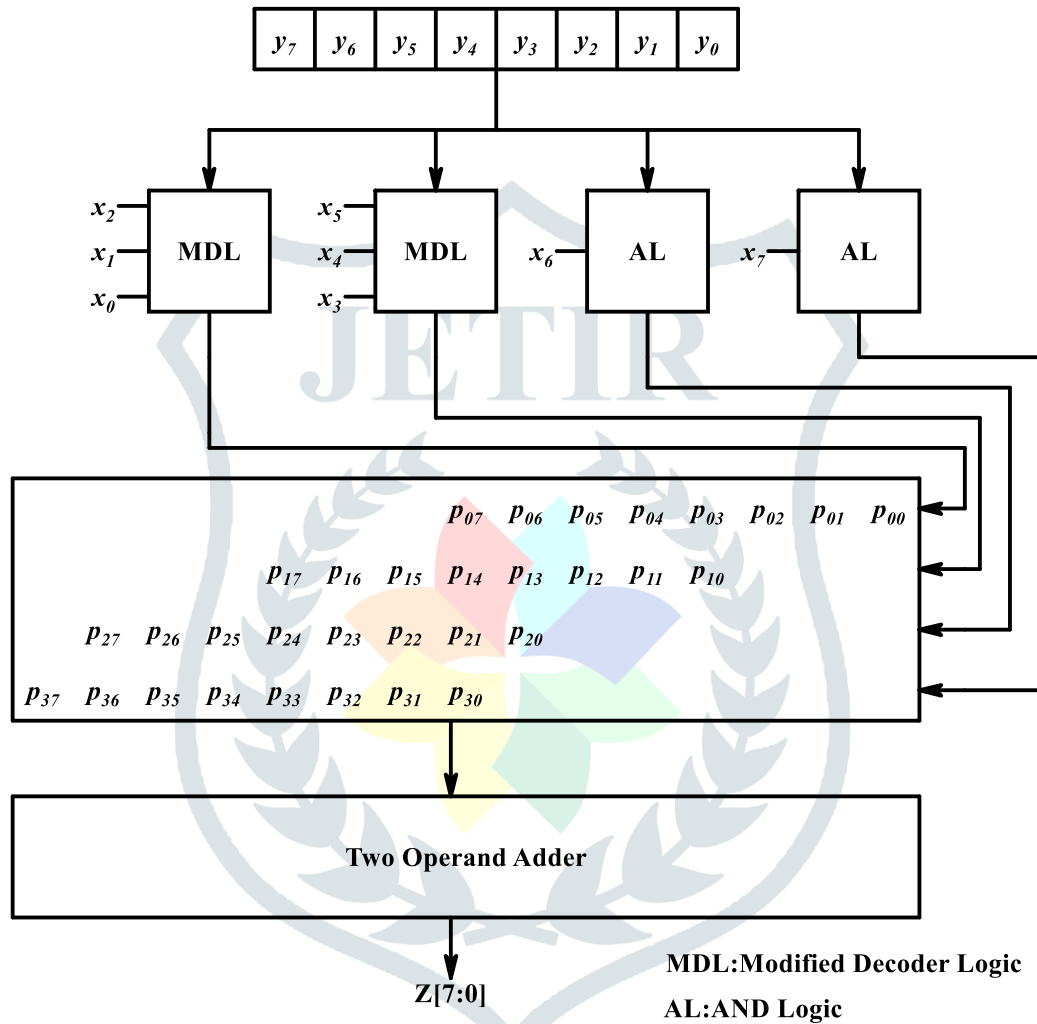 y7 y6 y5 y4 y3 y2 y1 y0
x2
x1
x0
MDL
x5
x4
x3
MDL
x6
AL
x7
AL
JETIR
p07 p06 p05 p04 p03 p02 p01 p00
p17 p16 p15 p14 p13 p12 p11 p10
p27 p26 p25 p24 p23 p22 p21 p20
p37 p36 p35 p34 p33 p32 p31 p30
Two Operand Adder
Z[7:0]
MDL:Modified Decoder Logic
AL:AND Logic